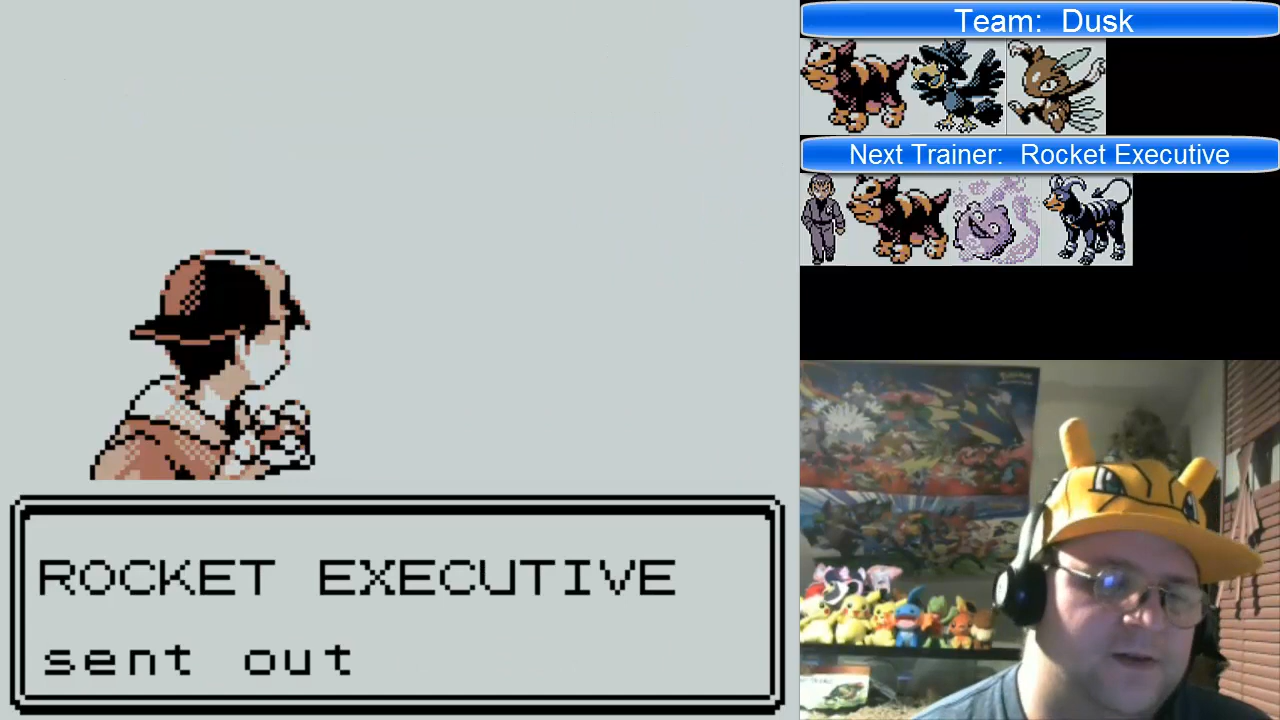 Team: Dusk
Next Trainer: Rocket Executive
ROCKET EXECUTIVE
sent out